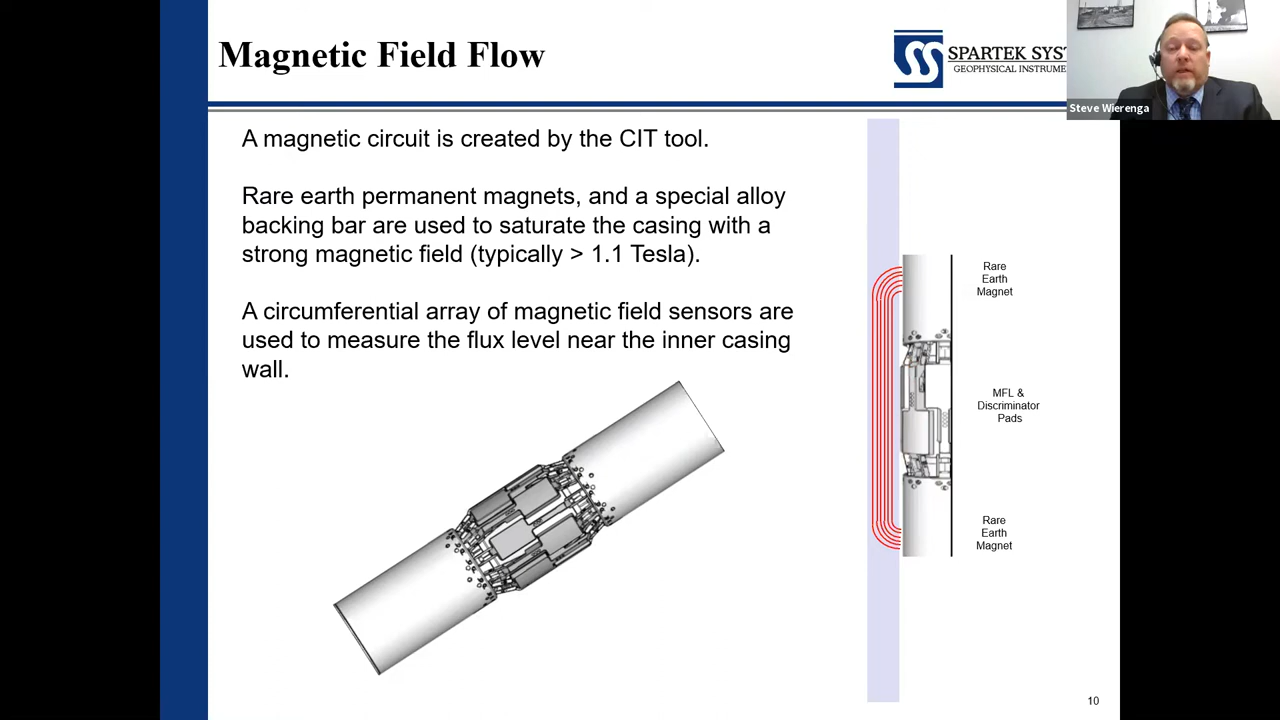 Magnetic Field Flow
SPARTEK SYST
GEOPHYSICAL INSTRUME
Steve Wierenga
A magnetic circuit is created by the CIT tool.
Rare earth permanent magnets, and a special alloy
backing bar are used to saturate the casing with a
strong magnetic field (typically > 1.1 Tesla).
A circumferential array of magnetic field sensors are
used to measure the flux level near the inner casing
wall.
Rare
Earth
Magnet
MFL &
Discriminator
Pads
Rare
Earth
Magnet
10